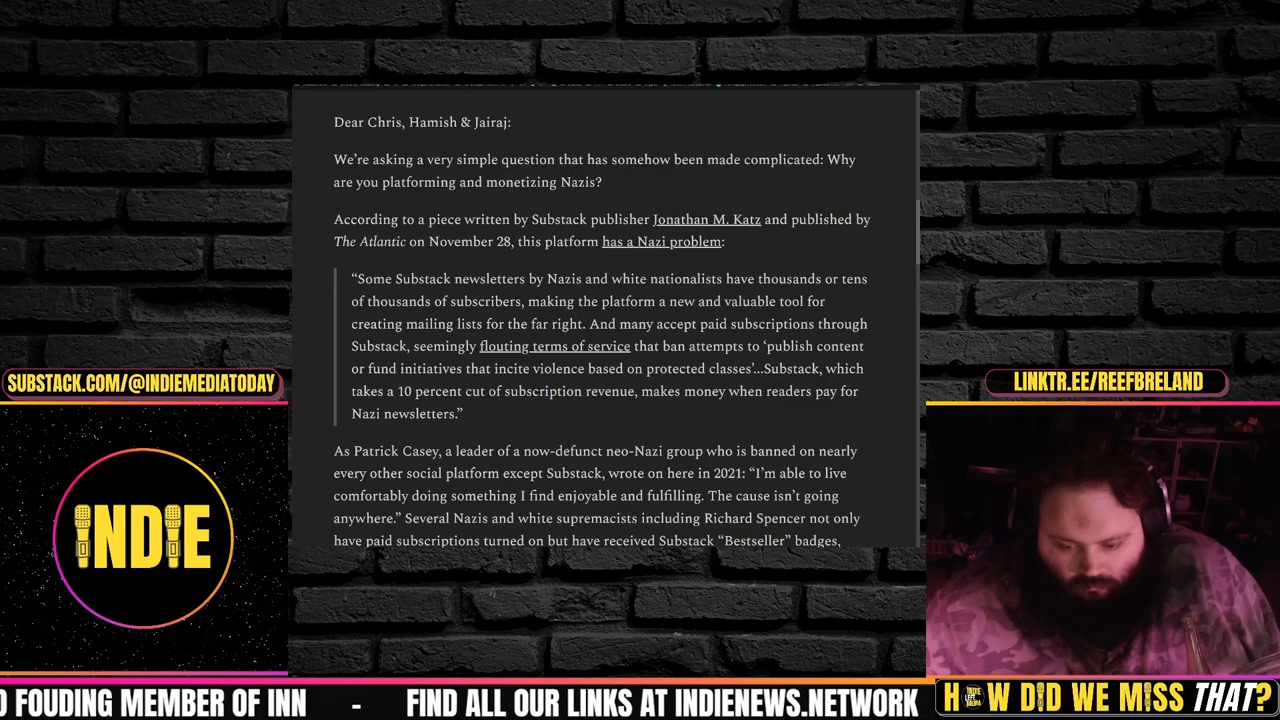 Dear Chris, Hamish & Jairaj:
We're asking a very simple question that has somehow been made complicated: Why
are you platforming and monetizing Nazis?
According to a piece written by Substack publisher Jonathan M. Katz and published by
The Atlantic on November 28, this platform has a Nazi problem:
“Some Substack newsletters by Nazis and white nationalists have thousands or tens
of thousands of subscribers, making the platform a new and valuable tool for
creating mailing lists for the far right. And many accept paid subscriptions through
Substack, seemingly flouting terms of service that ban attempts to ‘publish content
or fund initiatives that incite violence based on protected classes’...Substack, which
takes a 10 percent cut of subscription revenue, makes money when readers pay for
Nazi newsletters.”
As Patrick Casey, a leader of a now-defunct neo-Nazi group who is banned on nearly
every other social platform except Substack, wrote on here in 2021: “I'm able to live
comfortably doing something I find enjoyable and fulfilling. The cause isn't going
anywhere.” Several Nazis and white supremacists including Richard Spencer not only
have paid subscriptions turned on but have received Substack “Bestseller” badges,
SUBSTACK.COM/@INDIEMEDIATODAY
LINKTR.EE/REEFBRELAND
INDIE
FOUDING MEMBER OF NN - FIND ALL OUR LINKS AT INDIENEWS.NETWORK
HOW DID WE MISS THAT?